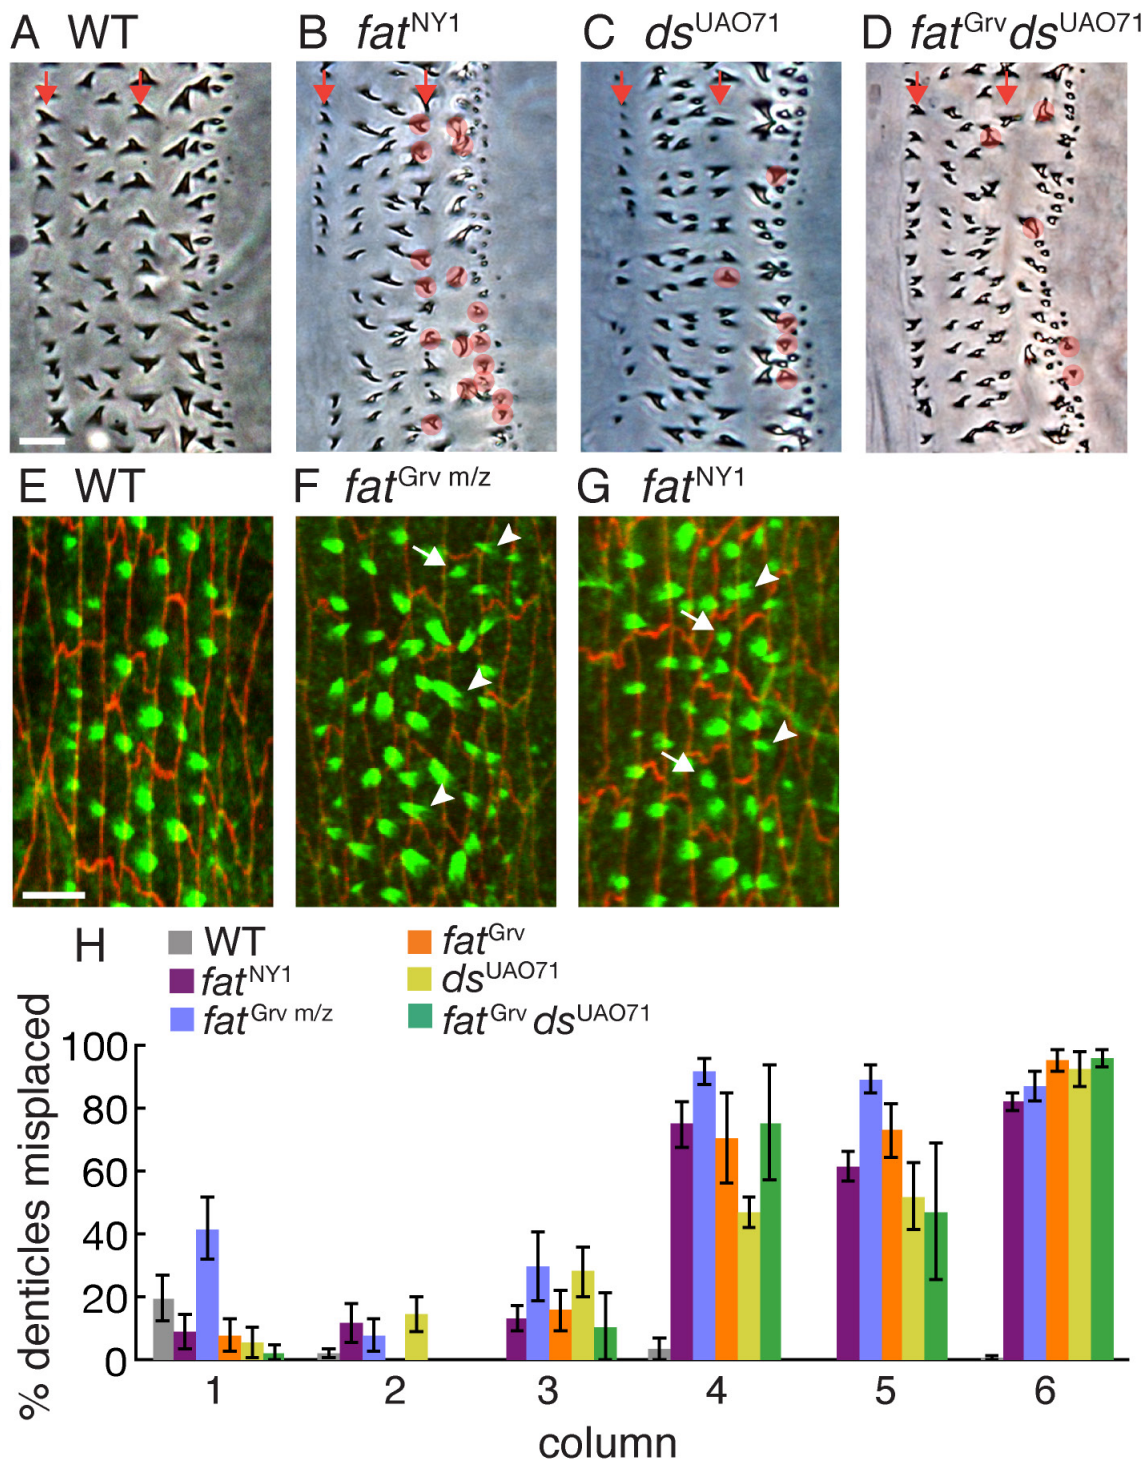 A WT
B fatNY1
C dsUAO71
D fatGrv dsUAO71
E WT
F fatGrv m/z
G fatNY1
H
WT
fatGrv
fatNY1
dsUAO71
fatGrv m/z
fatGrv dsUAO71
% denticles misplaced
100
80
60
40
20
0
1 2 3 4 5 6
column